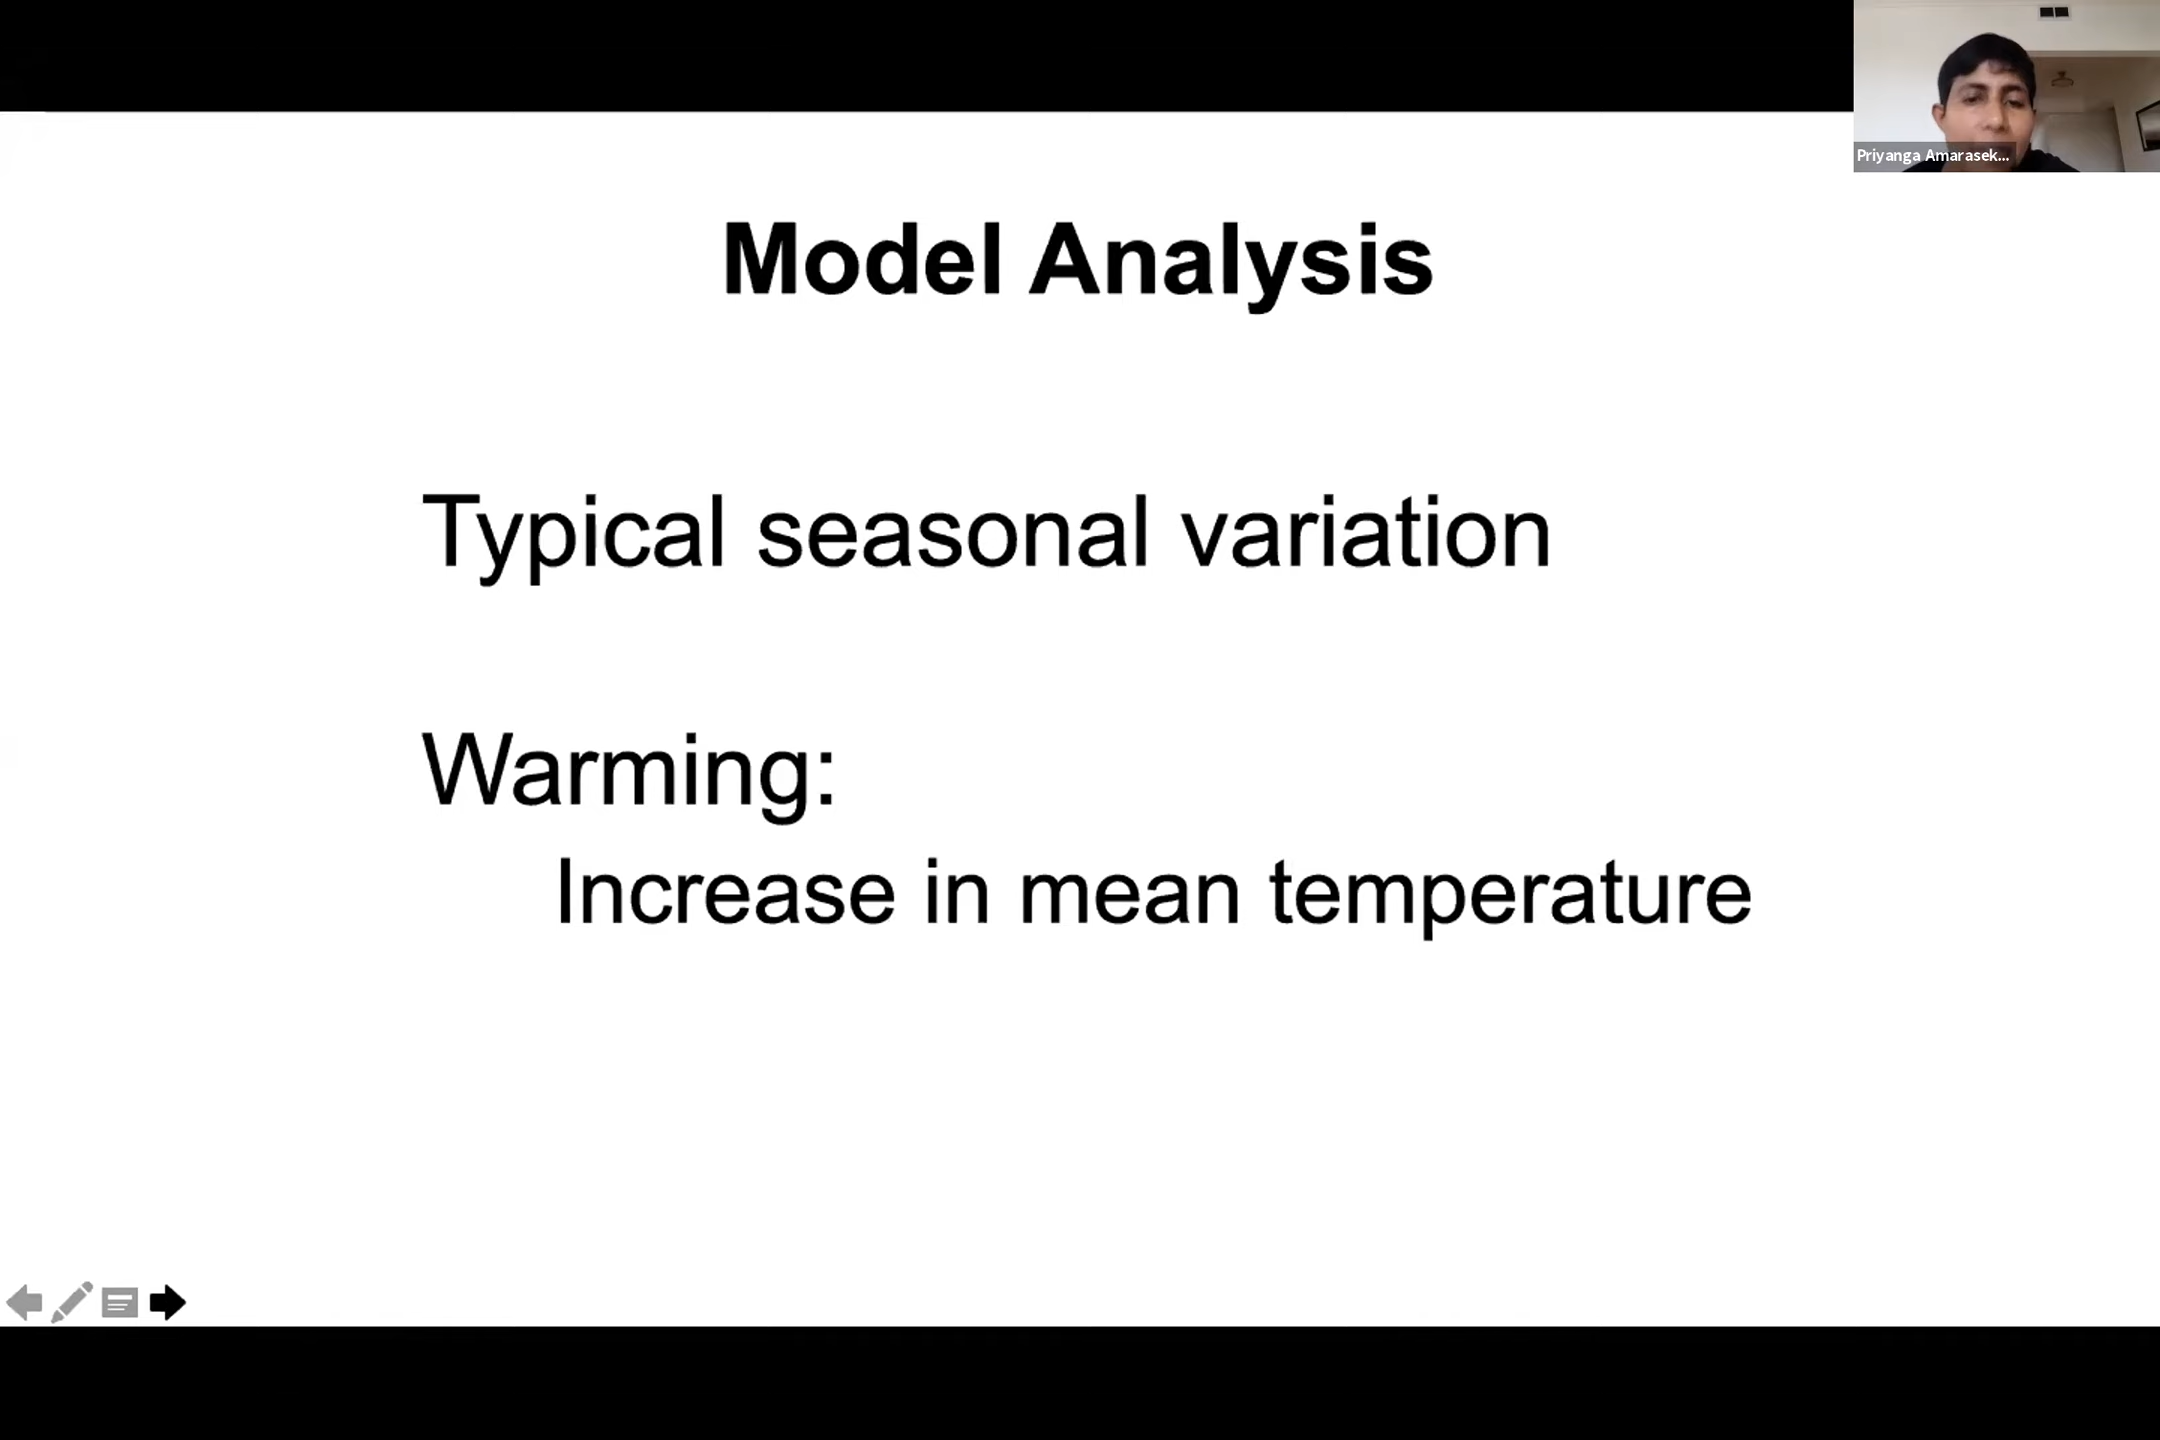 Priyanga Amarasek...
Model Analysis
Typical seasonal variation
Warming:
Increase in mean temperature